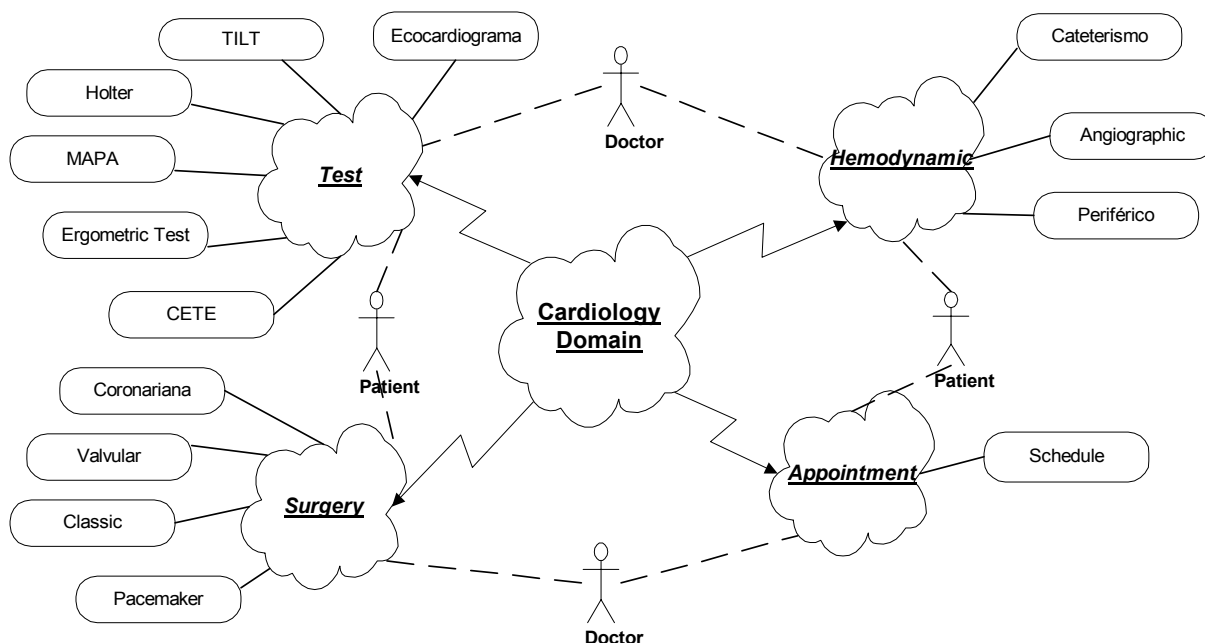 TILT
Ecocardiograma
Holter
MAPA
Ergometric Test
CETE
Test
Doctor
Hemodynamic
Cateterismo
Angiographic
Periférico
Cardiology
Domain
Patient
Patient
Coronariana
Valvular
Classic
Pacemaker
Surgery
Appointment
Schedule
Doctor